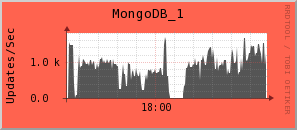 MongoDB_1
RRDTOOL / TOBI OETIKER
Updates/Sec
1.0 k
0.0
18:00